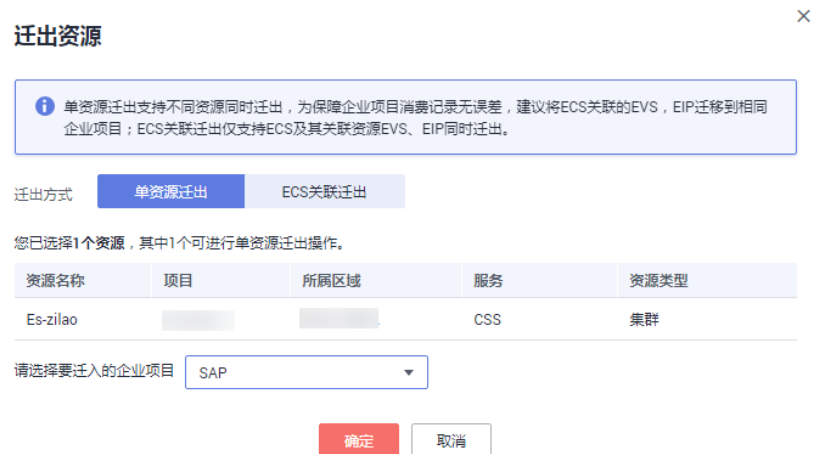 迁出资源
单资源迁出支持不同资源同时迁出，为保障企业项目消费记录无误差，建议将ECS关联的EVS，EIP迁移到相同
企业项目；ECS关联迁出仅支持ECS及其关联资源EVS、EIP同时迁出。
迁出方式 单资源迁出 ECS关联迁出
您已选择1个资源，其中1个可进行单资源迁出操作。
资源名称 项目 所属区域 服务 资源类型
Es-zilao CSS 集群
请选择要迁入的企业项目 SAP
确定 取消